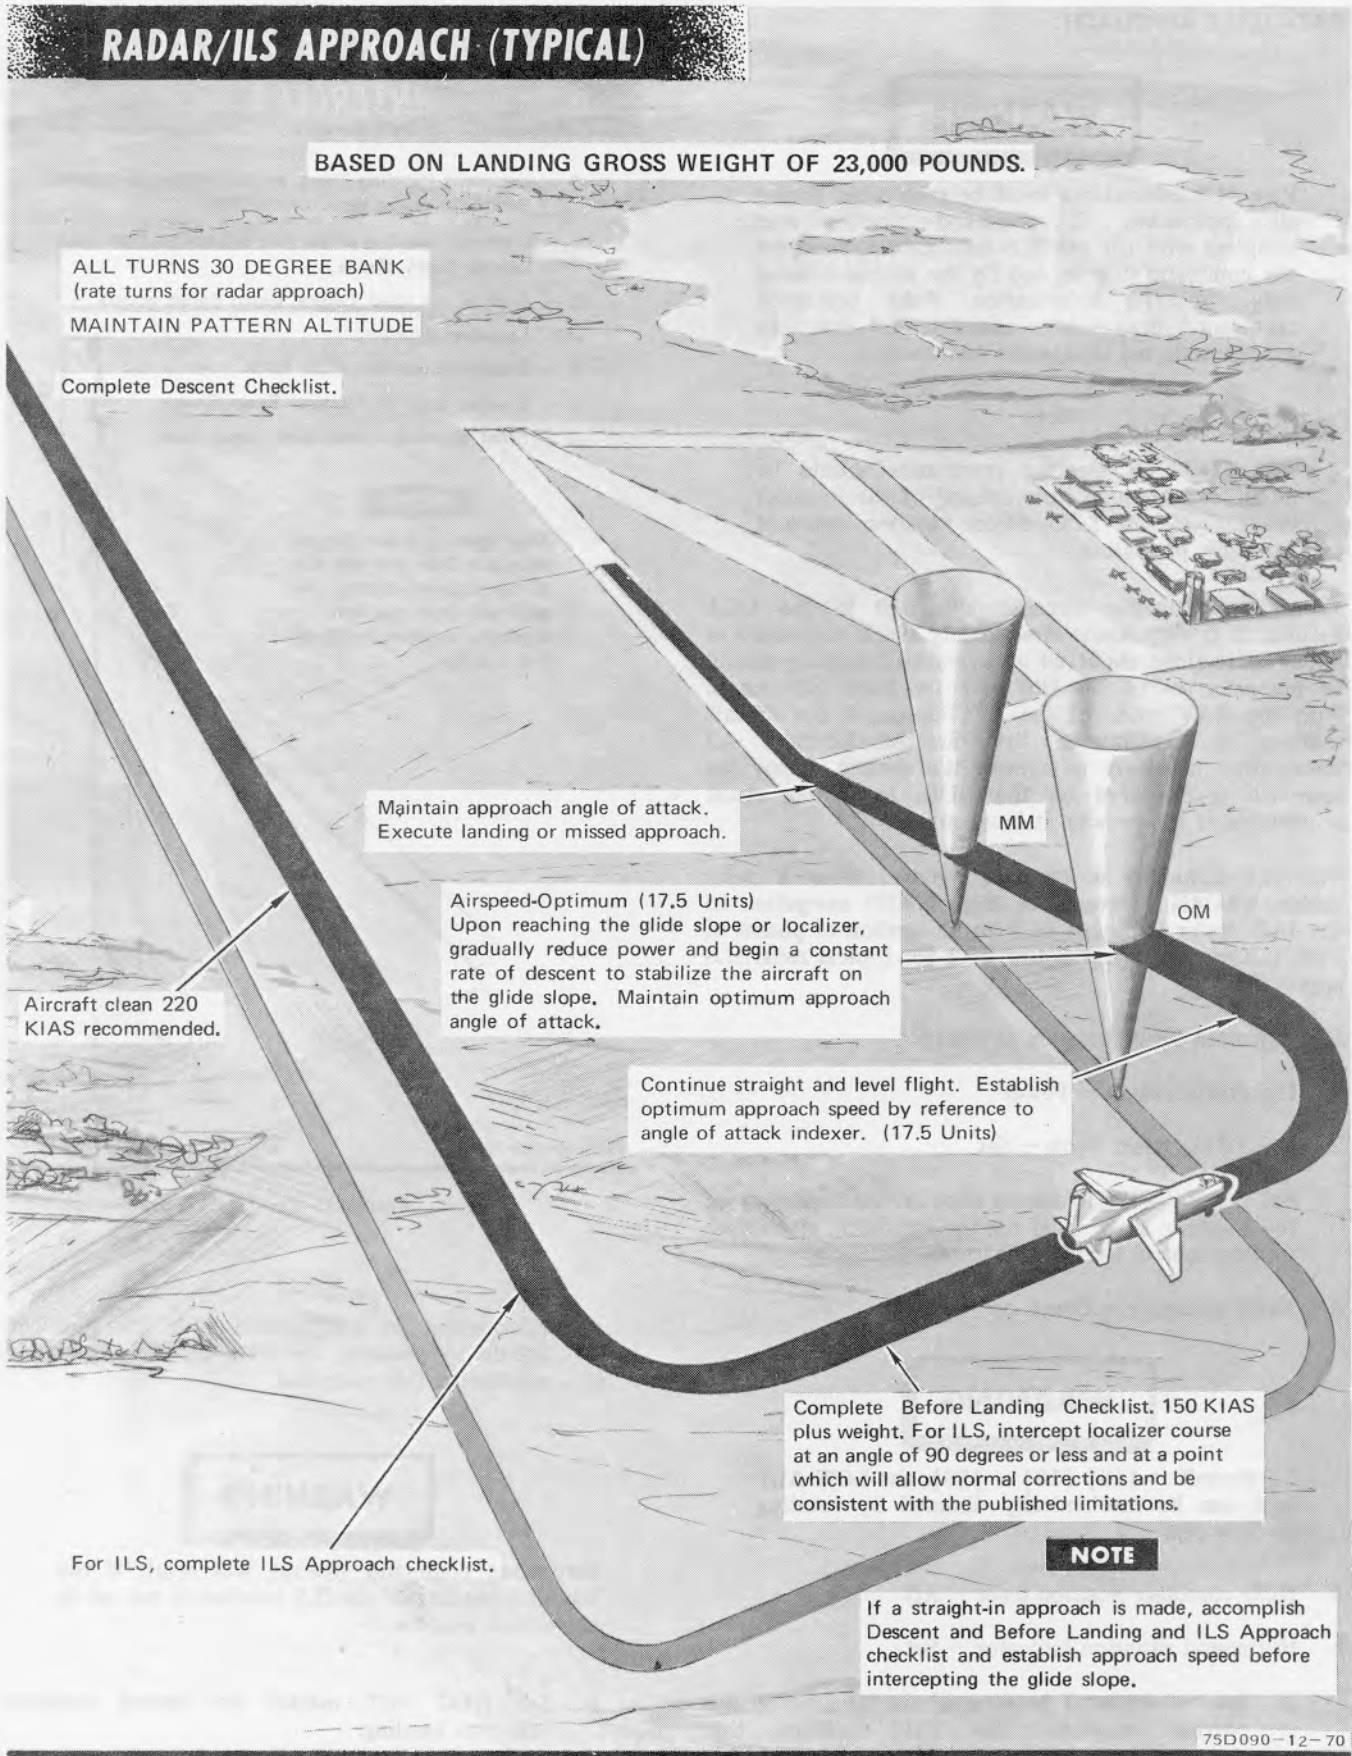 RADAR/ILS APPROACH (TYPICAL)
BASED ON LANDING GROSS WEIGHT OF 23,000 POUNDS.
ALL TURNS 30 DEGREE BANK
(rate turns for radar approach)
MAINTAIN PATTERN ALTITUDE
Complete Descent Checklist.
Maintain approach angle of attack.
Execute landing or missed approach.
MM
Airspeed-Optimum (17.5 Units)
Upon reaching the glide slope or localizer,
gradually reduce power and begin a constant
rate of descent to stabilize the aircraft on
the glide slope. Maintain optimum approach
angle of attack.
OM
Aircraft clean 220
KIAS recommended.
Continue straight and level flight. Establish
optimum approach speed by reference to
angle of attack indexer. (17.5 Units)
Complete Before Landing Checklist. 150 KIAS
plus weight. For ILS, intercept localizer course
at an angle of 90 degrees or less and at a point
which will allow normal corrections and be
consistent with the published limitations.
For ILS, complete ILS Approach checklist.
NOTE
If a straight-in approach is made, accomplish
Descent and Before Landing and ILS Approach
checklist and establish approach speed before
intercepting the glide slope.
75D090-12-70